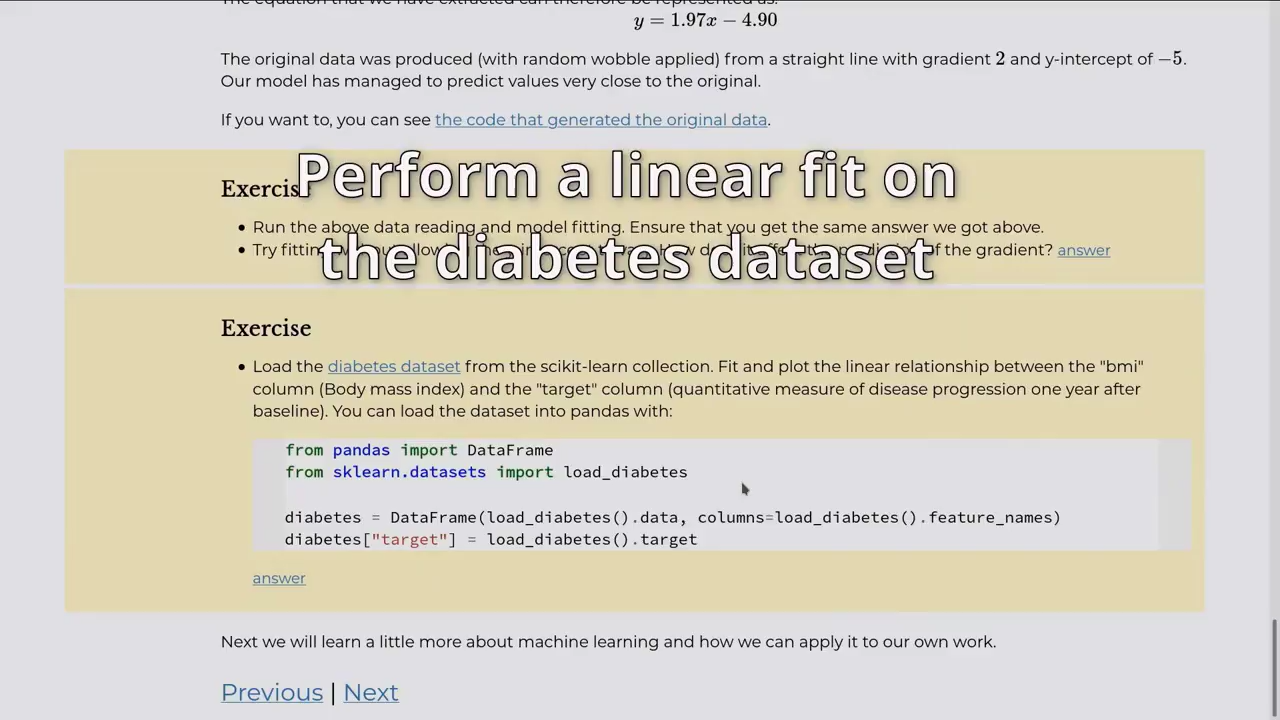 The equation that we have extracted can therefore be represented as:
y = 1.97x − 4.90
The original data was produced (with random wobble applied) from a straight line with gradient 2 and y-intercept of −5.
Our model has managed to predict values very close to the original.
If you want to, you can see the code that generated the original data.
Perform a linear fit on
the diabetes dataset
Exercise
Run the above data reading and model fitting. Ensure that you get the same answer we got above.
Try fitting of the gradient? answer
Exercise
Load the diabetes dataset from the scikit-learn collection. Fit and plot the linear relationship between the "bmi"
column (Body mass index) and the "target" column (quantitative measure of disease progression one year after
baseline). You can load the dataset into pandas with:
from pandas import DataFrame
from sklearn.datasets import load_diabetes
diabetes = DataFrame(load_diabetes().data, columns=load_diabetes().feature_names)
diabetes["target"] = load_diabetes().target
answer
Next we will learn a little more about machine learning and how we can apply it to our own work.
Previous | Next